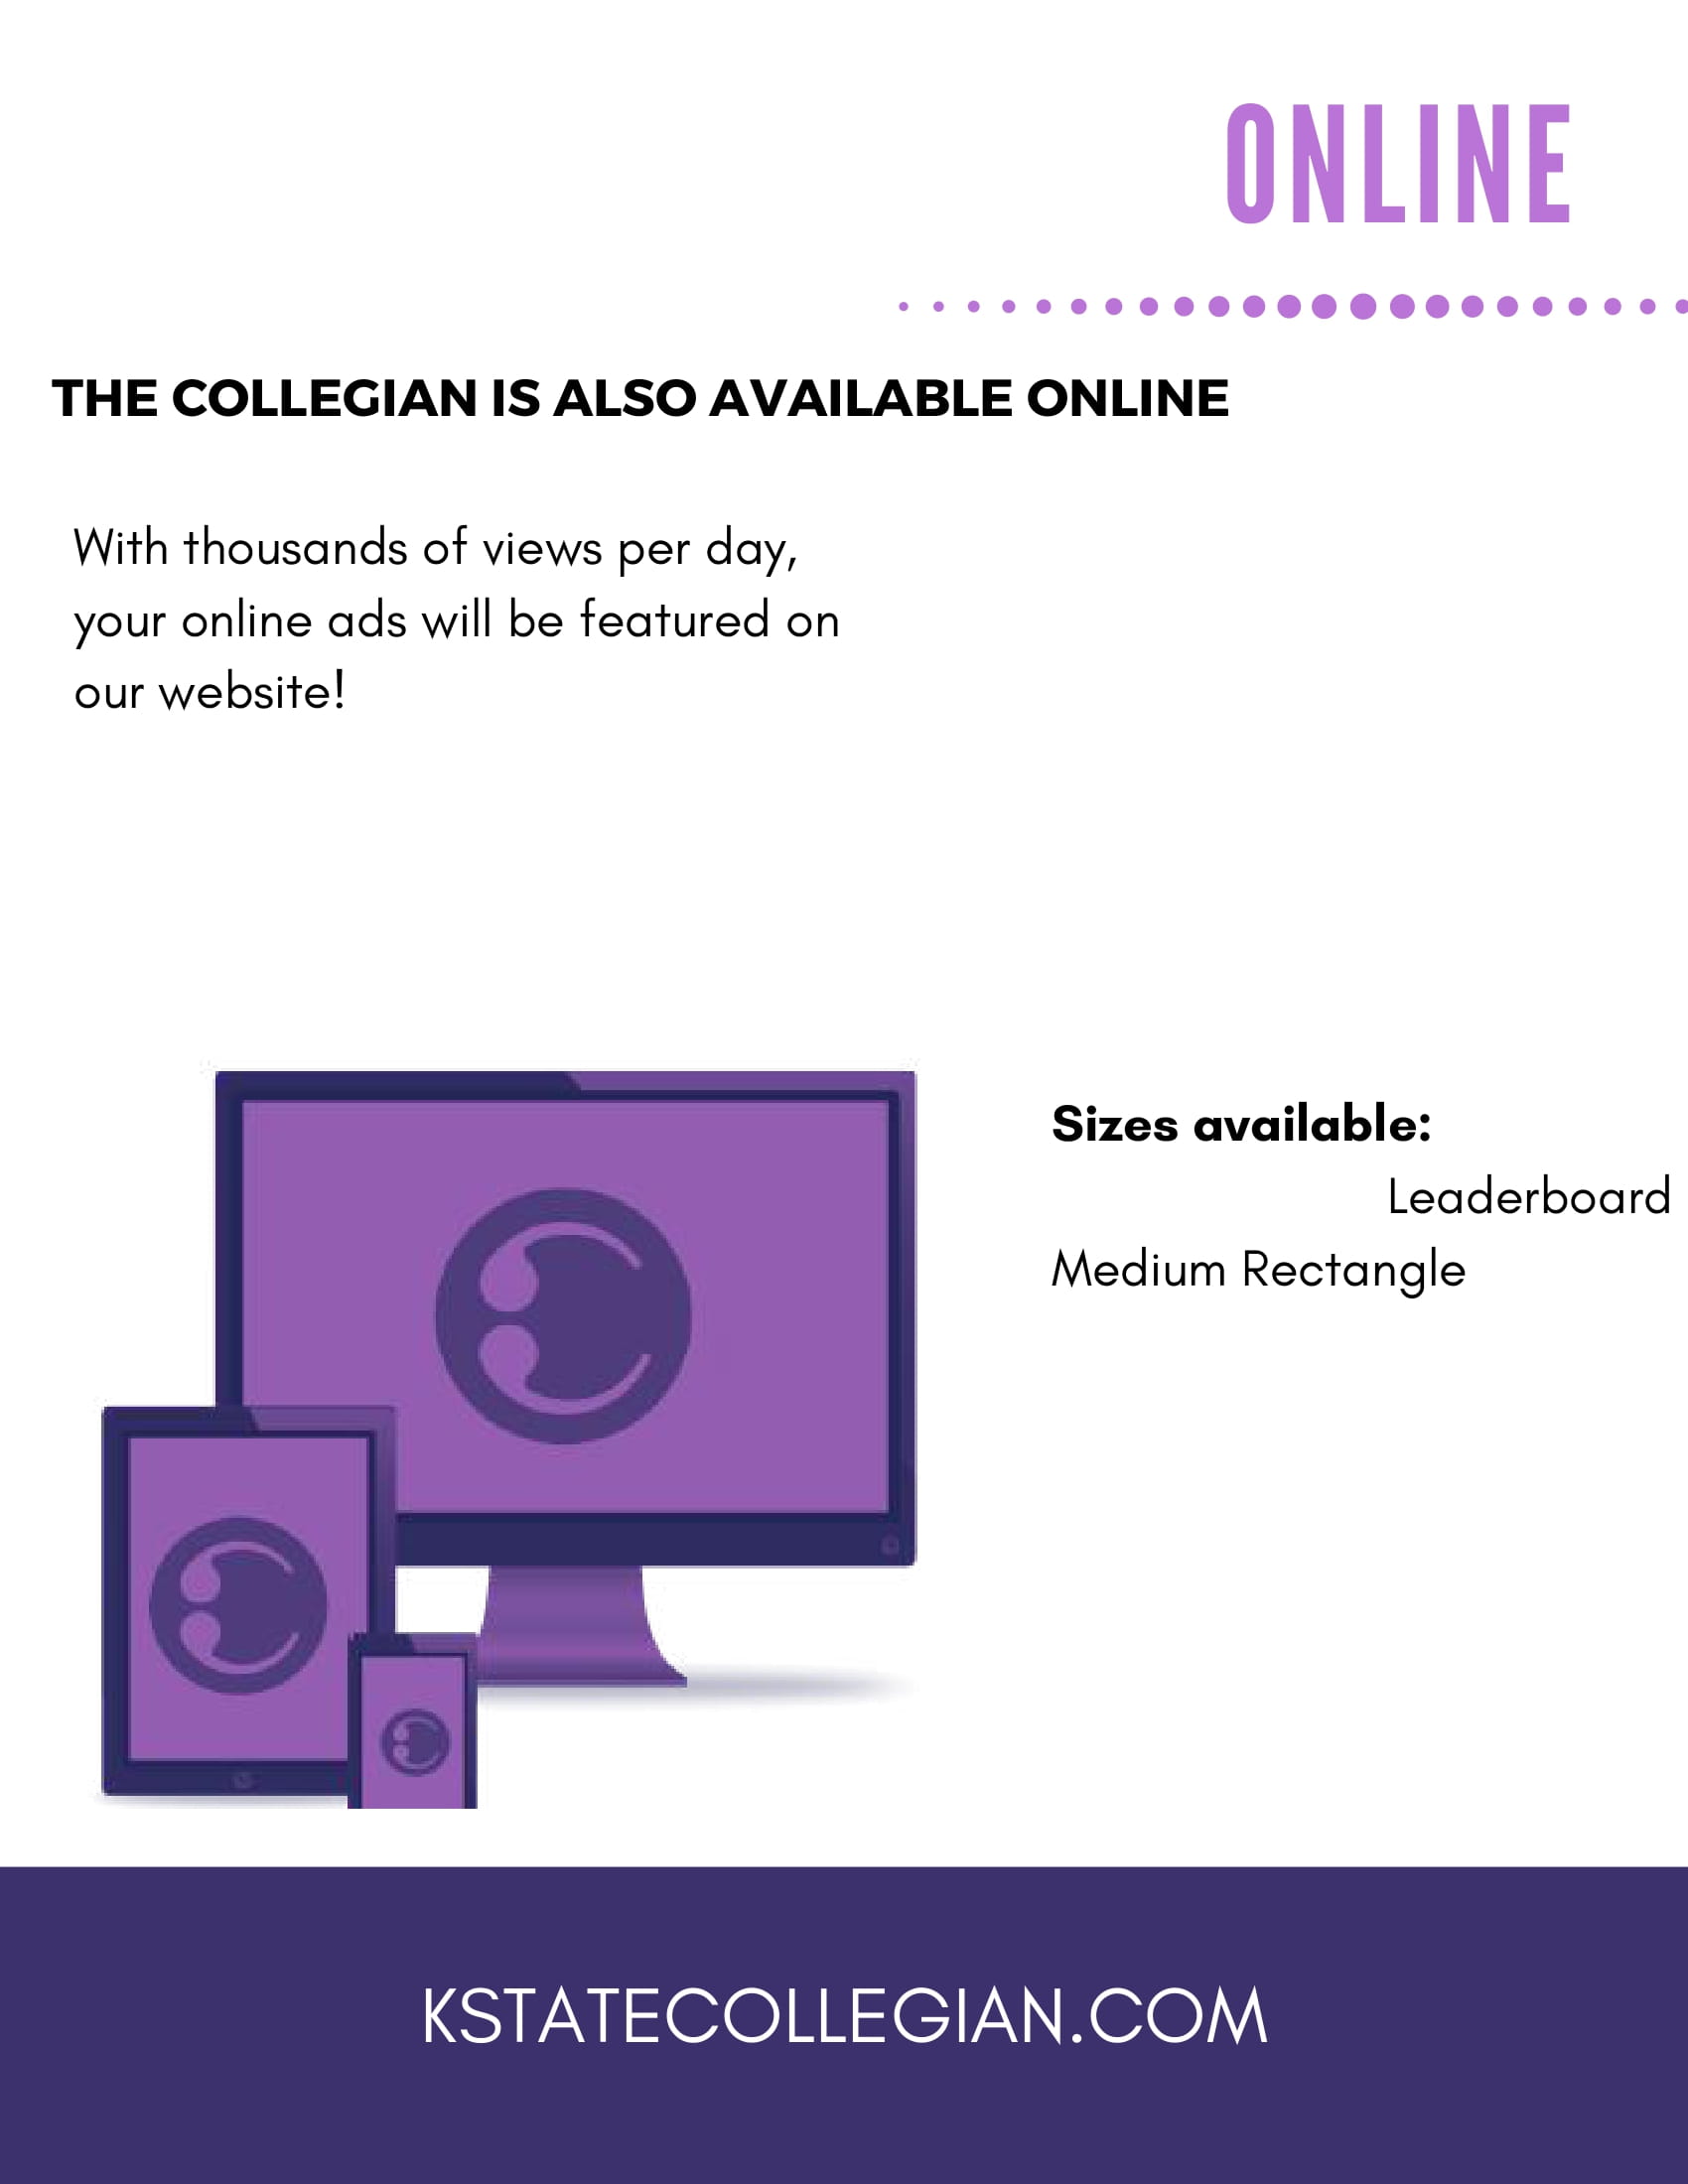 ONLINE
THE COLLEGIAN IS ALSO AVAILABLE ONLINE
With thousands of views per day,
your online ads will be featured on
our website!
Sizes available:
Leaderboard
Medium Rectangle
KSTATECOLLEGIAN.COM